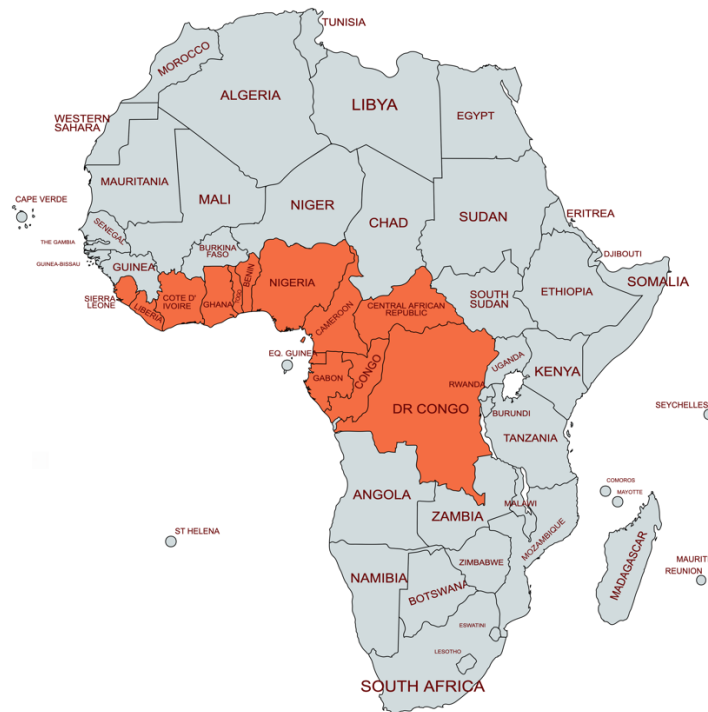 TUNISIA
MOROCCO
ALGERIA
LIBYA
EGYPT
WESTERN
SAHARA
MAURITANIA
MALI
NIGER
CHAD
SUDAN
ERITREA
CAPE VERDE
SENEGAL
THE GAMBIA
GUINEA-BISSAU
GUINEA
BURKINA
FASO
DJIBOUTI
SOMALIA
SIERRA
LEONE
LIBERIA
COTE D'
IVOIRE
GHANA
TOGO
BENIN
NIGERIA
CAMEROON
CENTRAL AFRICAN
REPUBLIC
SOUTH
SUDAN
ETHIOPIA
EQ. GUINEA
GABON
CONGO
DR CONGO
UGANDA
RWANDA
KENYA
BURUNDI
TANZANIA
SEYCHELLES
COMOROS
MAYOTTE
ANGOLA
ZAMBIA
MALAWI
MOZAMBIQUE
ST HELENA
MADAGASCAR
MAURIT
REUNION
NAMIBIA
BOTSWANA
ZIMBABWE
ESWATINI
LESOTHO
SOUTH AFRICA